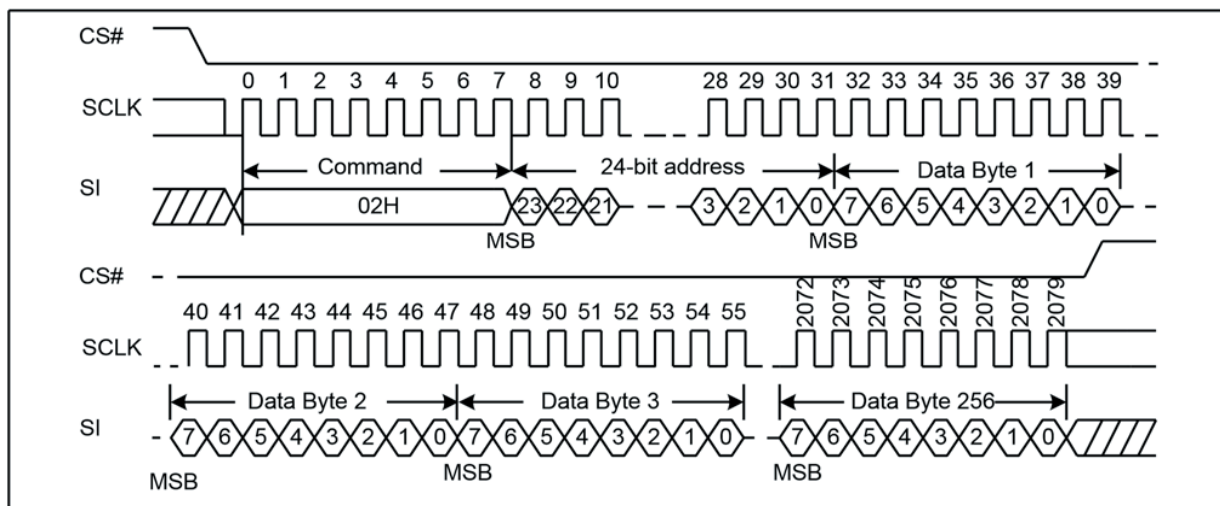 CS#
0 1 2 3 4 5 6 7 8 9 10 28 29 30 31 32 33 34 35 36 37 38 39
SCLK
Command 24-bit address Data Byte 1
SI
02H 23 22 21 3 2 1 0 7 6 5 4 3 2 1 0
MSB MSB
CS#
40 41 42 43 44 45 46 47 48 49 50 51 52 53 54 55 2072 2073 2074 2075 2076 2077 2078 2079
SCLK
Data Byte 2 Data Byte 3 Data Byte 256
SI
7 6 5 4 3 2 1 0 7 6 5 4 3 2 1 0 7 6 5 4 3 2 1 0
MSB MSB MSB